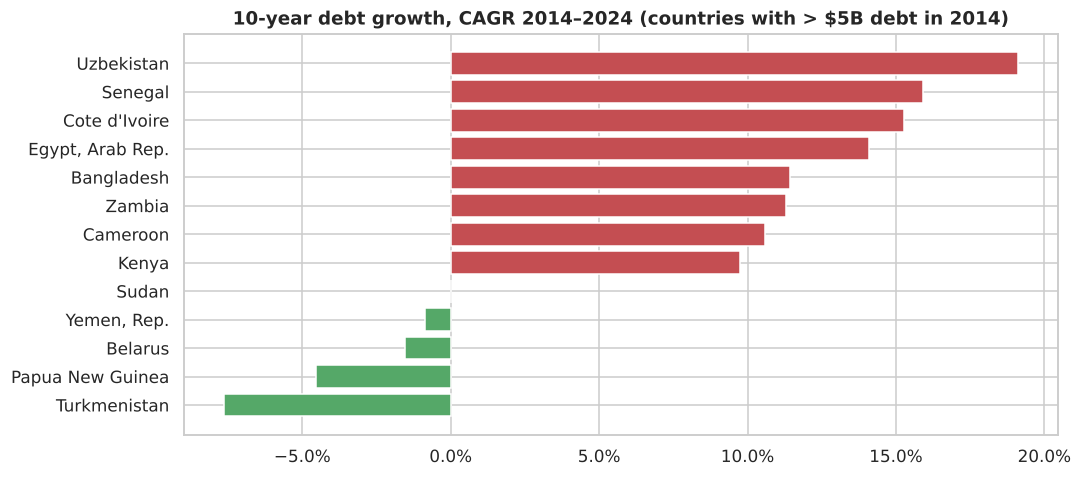 10-year debt growth, CAGR 2014–2024 (countries with > $5B debt in 2014)
Uzbekistan
Senegal
Cote d'Ivoire
Egypt, Arab Rep.
Bangladesh
Zambia
Cameroon
Kenya
Sudan
Yemen, Rep.
Belarus
Papua New Guinea
Turkmenistan
−5.0% 0.0% 5.0% 10.0% 15.0% 20.0%